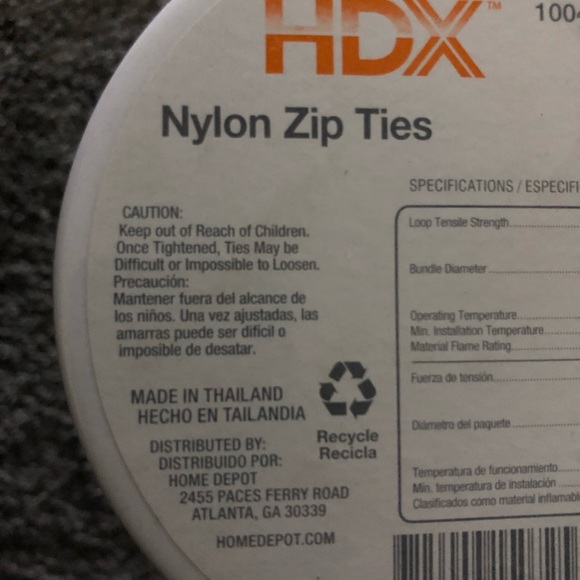 HDX™
Nylon Zip Ties
CAUTION:
Keep out of Reach of Children.
Once Tightened, Ties May be
Difficult or Impossible to Loosen.
Precaución:
Mantener fuera del alcance de
los niños. Una vez ajustadas, las
amarras puede ser difícil o
imposible de desatar.
MADE IN THAILAND
HECHO EN TAILANDIA
Recycle
Recicla
DISTRIBUTED BY:
DISTRIBUIDO POR:
HOME DEPOT
2455 PACES FERRY ROAD
ATLANTA, GA 30339
HOMEDEPOT.COM
SPECIFICATIONS /
Loop Tensile Strength
Bundle Diameter
Operating Temperature
Min. Installation Temperature
Material Flame Rating
Fuerza de tensión
Diámetro del paquete
Temperatura de funcionamiento
Min. temperatura de instalación
Clasificados como material